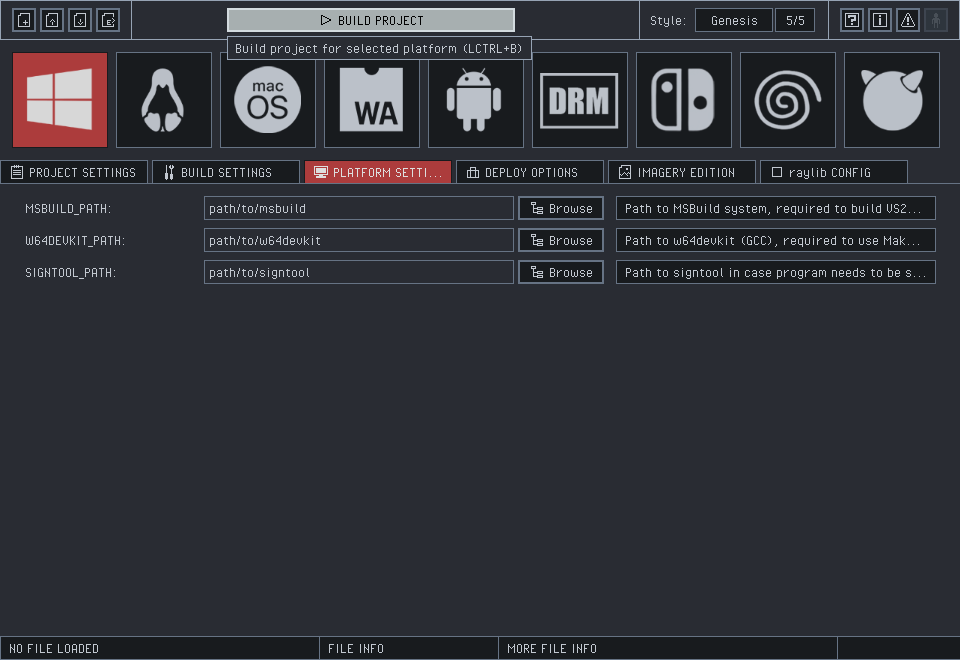 BUILD PROJECT
Style: Genesis 5/5
Build project for selected platform (LCTRL+B)
mac
OS
WA
DRM
PROJECT SETTINGS BUILD SETTINGS PLATFORM SETTI... DEPLOY OPTIONS IMAGERY EDITION raylib CONFIG
MSBUILD_PATH: path/to/msbuild Browse Path to MSBuild system, required to build VS2...
W64DEVKIT_PATH: path/to/w64devkit Browse Path to w64devkit (GCC), required to use Mak...
SIGNTOOL_PATH: path/to/signtool Browse Path to signtool in case program needs to be s...
NO FILE LOADED FILE INFO MORE FILE INFO